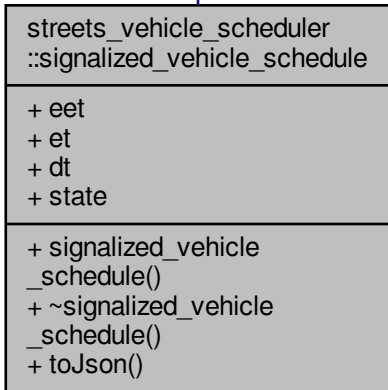 streets_vehicle_scheduler
::signalized_vehicle_schedule
+ eet
+ et
+ dt
+ state
+ signalized_vehicle
_schedule()
+ ~signalized_vehicle
_schedule()
+ toJson()